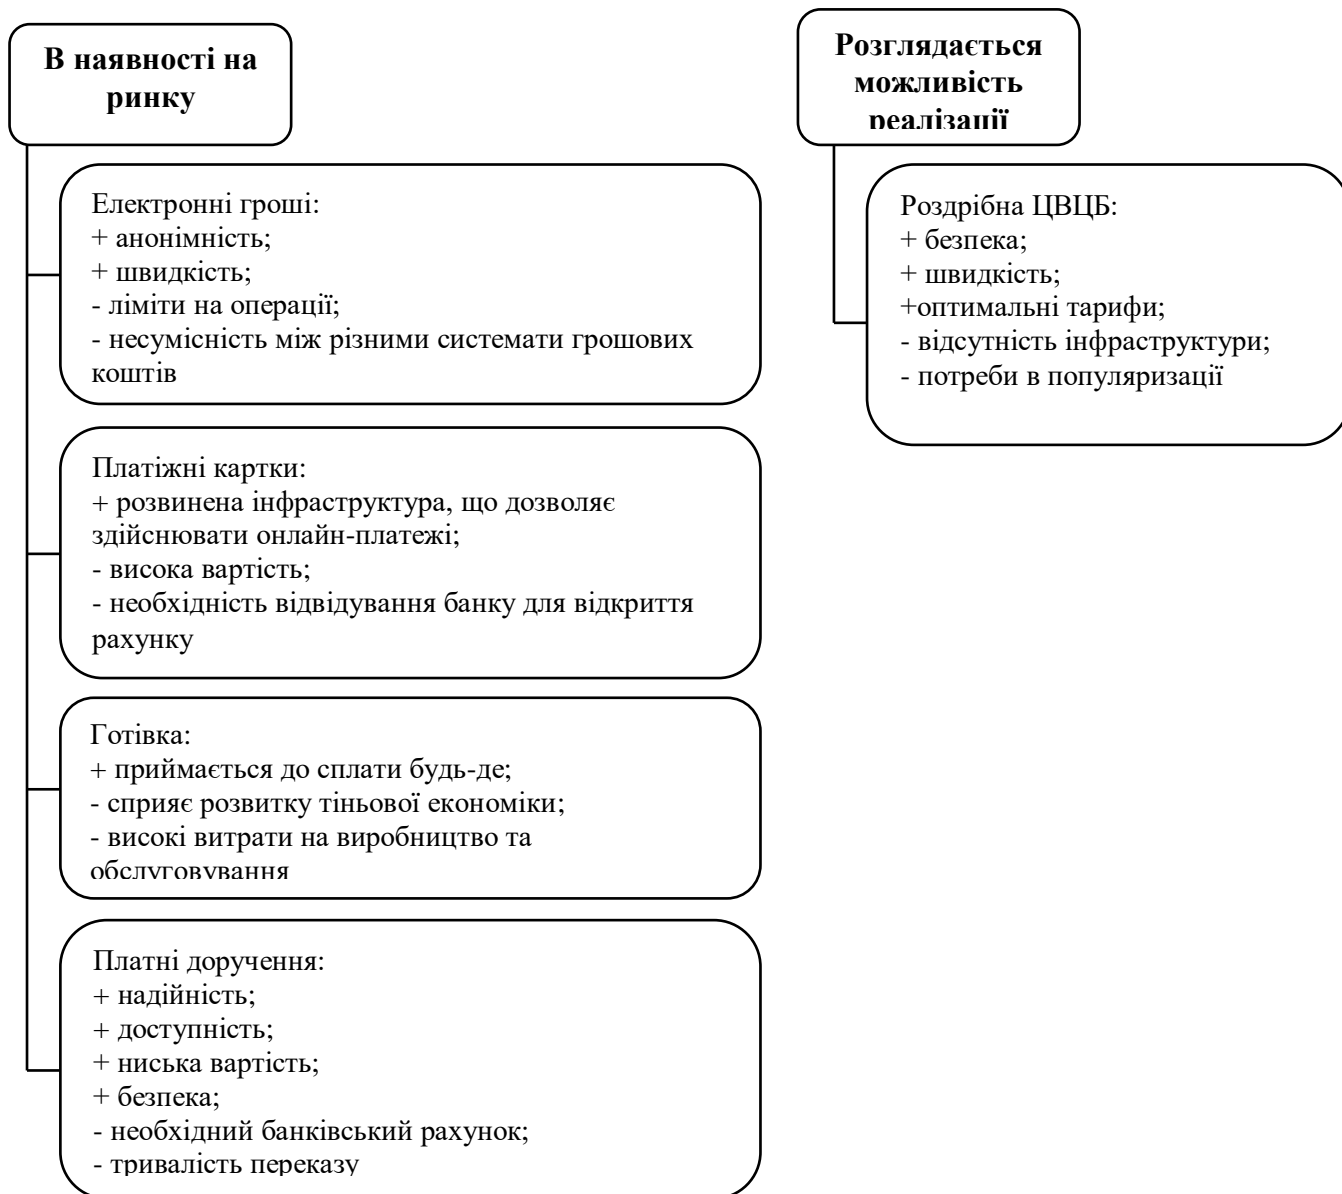 В наявності на
ринку
Електронні гроші:
+ анонімність;
+ швидкість;
- ліміти на операції;
- несумісність між різними системати грошових
коштів
Платіжні картки:
+ розвинена інфраструктура, що дозволяє
здійснювати онлайн-платежі;
- висока вартість;
- необхідність відвідування банку для відкриття
рахунку
Готівка:
+ приймається до сплати будь-де;
- сприяє розвитку тіньової економіки;
- високі витрати на виробництво та
обслуговування
Платні доручення:
+ надійність;
+ доступність;
+ ниська вартість;
+ безпека;
- необхідний банківський рахунок;
- тривалість переказу
Розглядається
можливість
реалізації
Роздрібна ЦВЦБ:
+ безпека;
+ швидкість;
+оптимальні тарифи;
- відсутність інфраструктури;
- потреби в популяризації